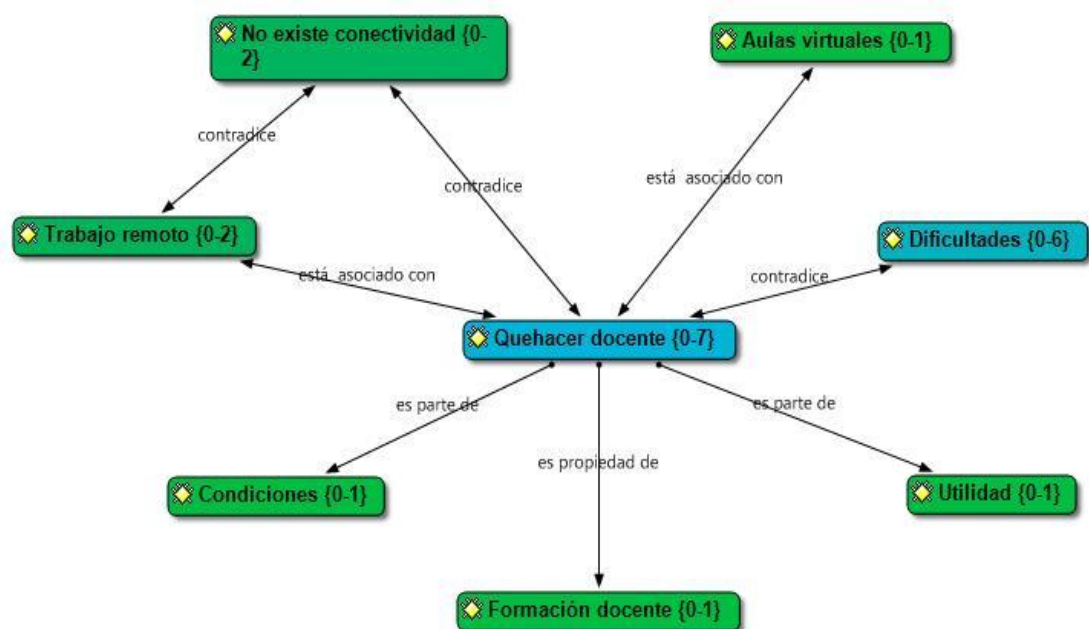 No existe conectividad {0-
2}
Aulas virtuales {0-1}
contradice
contradice
está asociado con
Trabajo remoto {0-2}
Dificultades {0-6}
está asociado con
contradice
Quehacer docente {0-7}
es parte de
es parte de
es propiedad de
Condiciones {0-1}
Utilidad {0-1}
Formación docente {0-1}